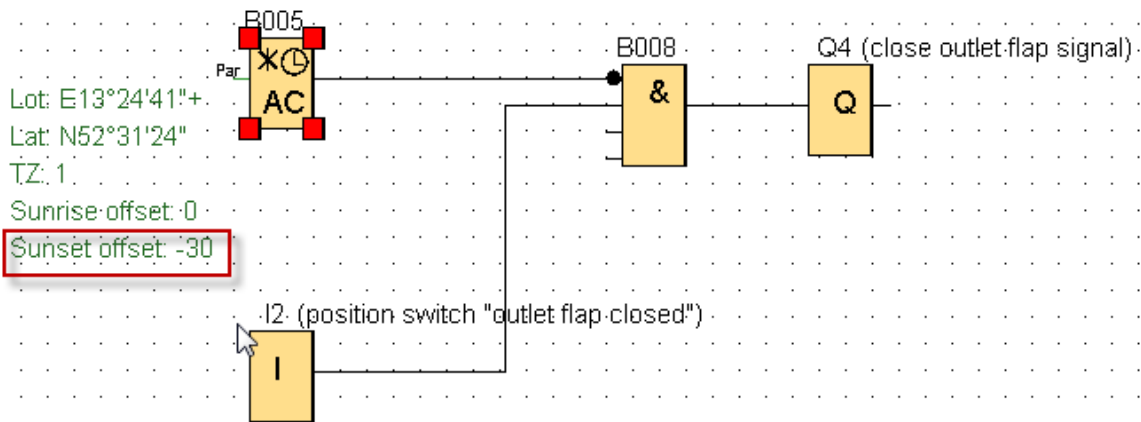 B005
B008
Q4 (close outlet flap signal)
Par
AC
&
Q
Lot: E13°24'41"+
Lat: N52°31'24"
TZ: 1
Sunrise offset: 0
Sunset offset: -30
I2 (position switch "outlet flap closed")
I